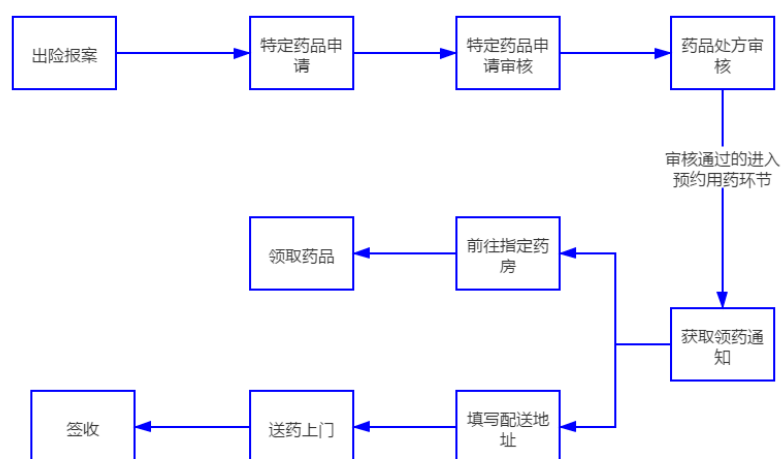 出险报案
特定药品申
请
特定药品申
请审核
药品处方审
核
审核通过的进入
预约用药环节
领取药品
前往指定药
房
获取领药通
知
签收
送药上门
填写配送地
址